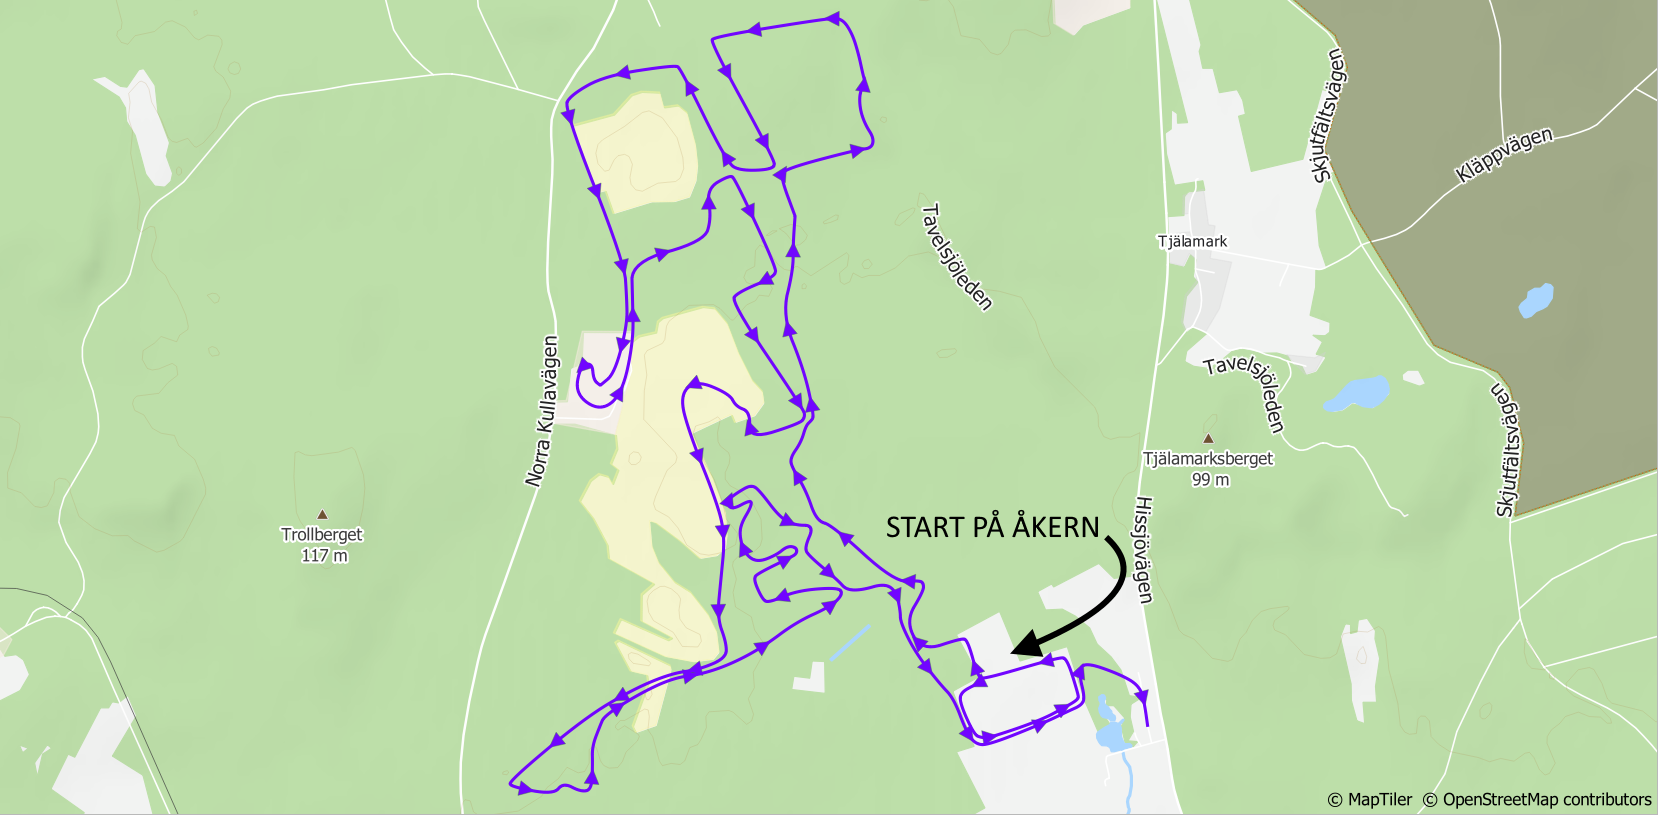 Skjutfältsvägen
Kläppvägen
Tavelsjöleden
Tjälamark
Norra Kullavägen
Tavelsjöleden
Skjutfältsvägen
Tjälamarksberget
99 m
Trollberget
117 m
START PÅ ÅKERN
Hissjövägen
© MapTiler © OpenStreetMap contributors